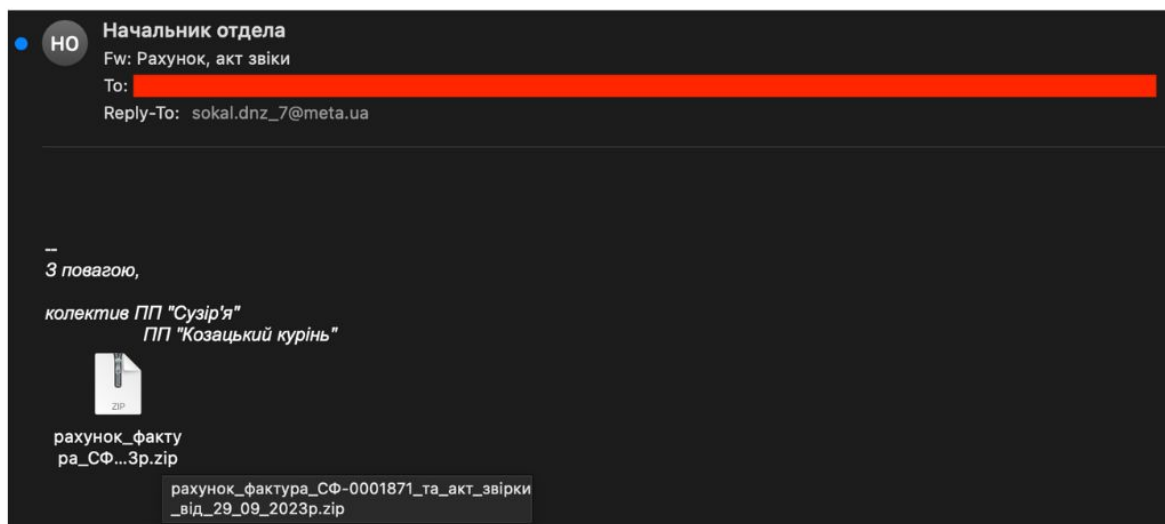 НО
Начальник отдела
Fw: Рахунок, акт звіки
To:
Reply-To: sokal.dnz_7@meta.ua
--
З повагою,
колектив ПП "Сузір'я"
ПП "Козацький курінь"
ZIP
рахунок_факту
ра_СФ...3р.zip
рахунок_фактура_СФ-0001871_та_акт_звірки
_від_29_09_2023р.zip